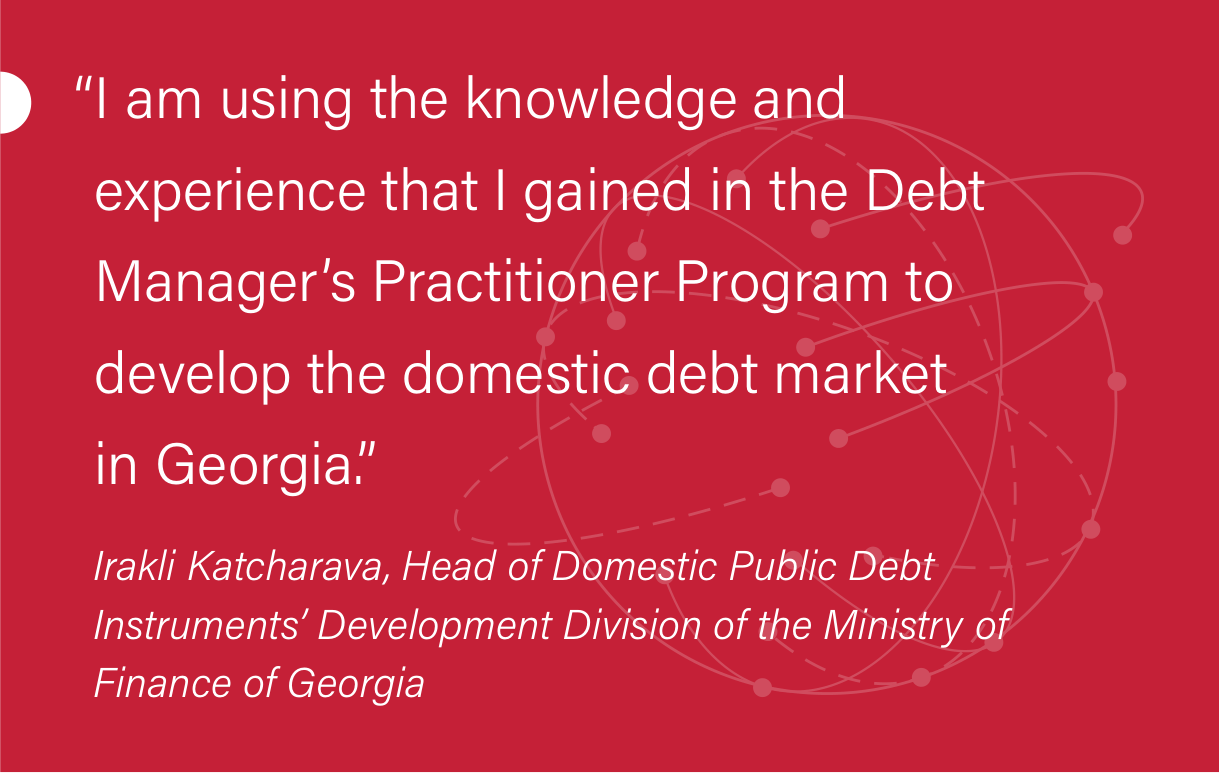 “I am using the knowledge and
experience that I gained in the Debt
Manager’s Practitioner Program to
develop the domestic debt market
in Georgia.”
Irakli Katcharava, Head of Domestic Public Debt
Instruments’ Development Division of the Ministry of
Finance of Georgia